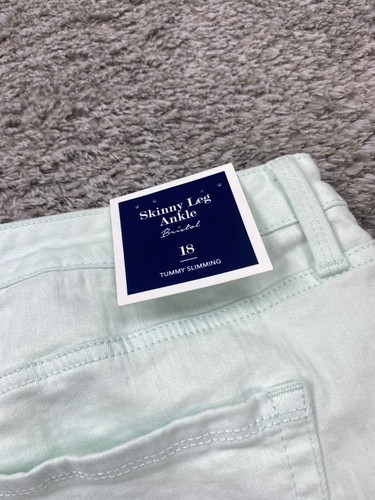 Skinny Leg
Ankle
Bristol
18
TUMMY SLIMMING